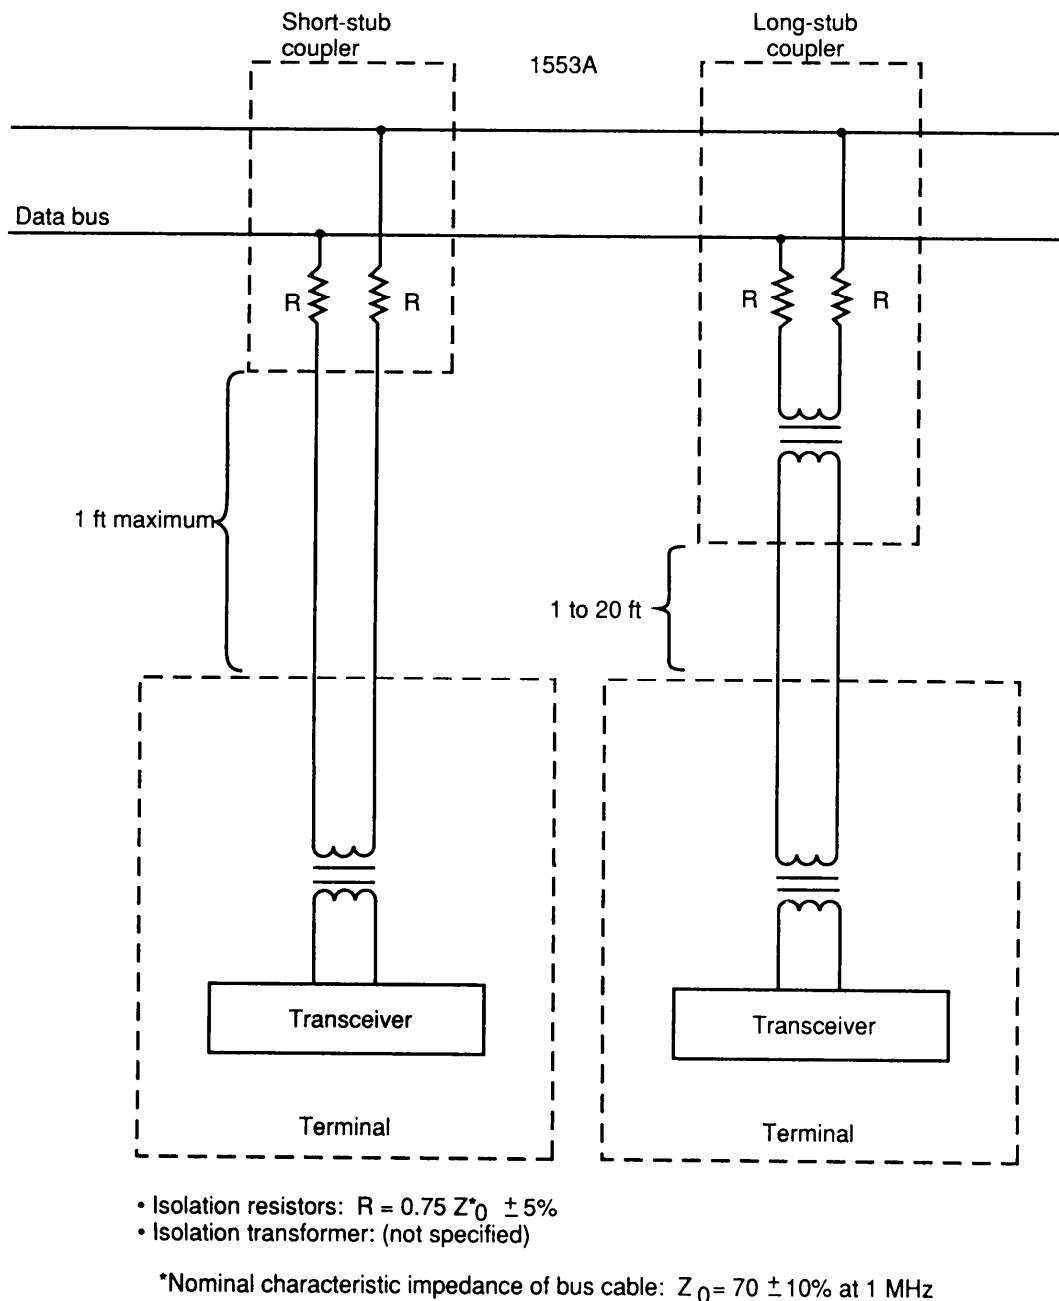 Short-stub
coupler
1553A
Long-stub
coupler
Data bus
R
R
R
R
1 ft maximum
1 to 20 ft
Transceiver
Transceiver
Terminal
Terminal
• Isolation resistors: R = 0.75 Z*0 ±5%
• Isolation transformer: (not specified)
*Nominal characteristic impedance of bus cable: Z0 = 70 ±10% at 1 MHz